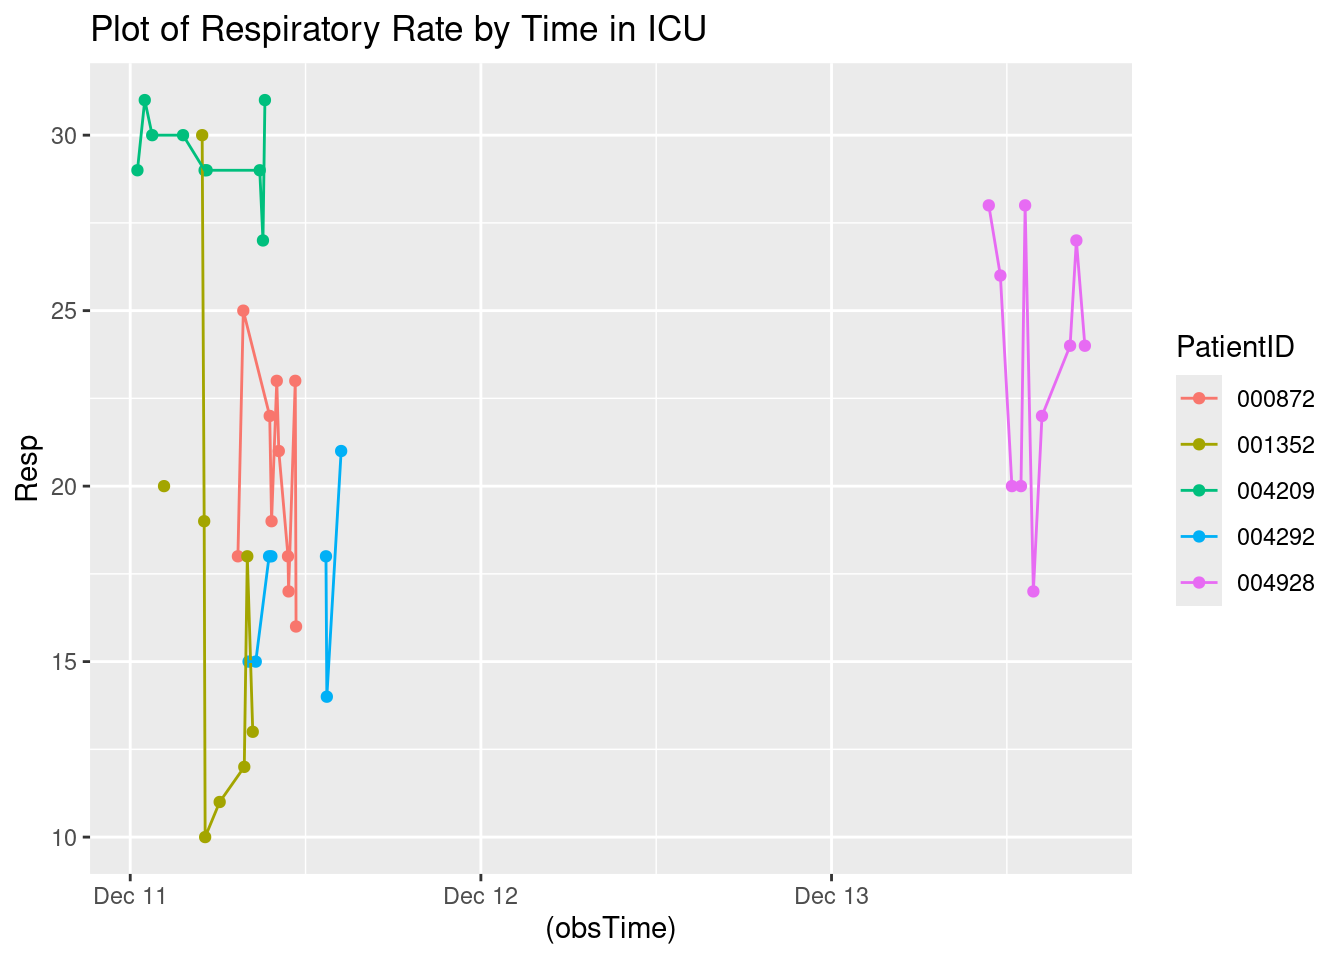 Plot of Respiratory Rate by Time in ICU
Resp
30
25
20
15
10
Dec 11
Dec 12
Dec 13
(obsTime)
PatientID
000872
001352
004209
004292
004928